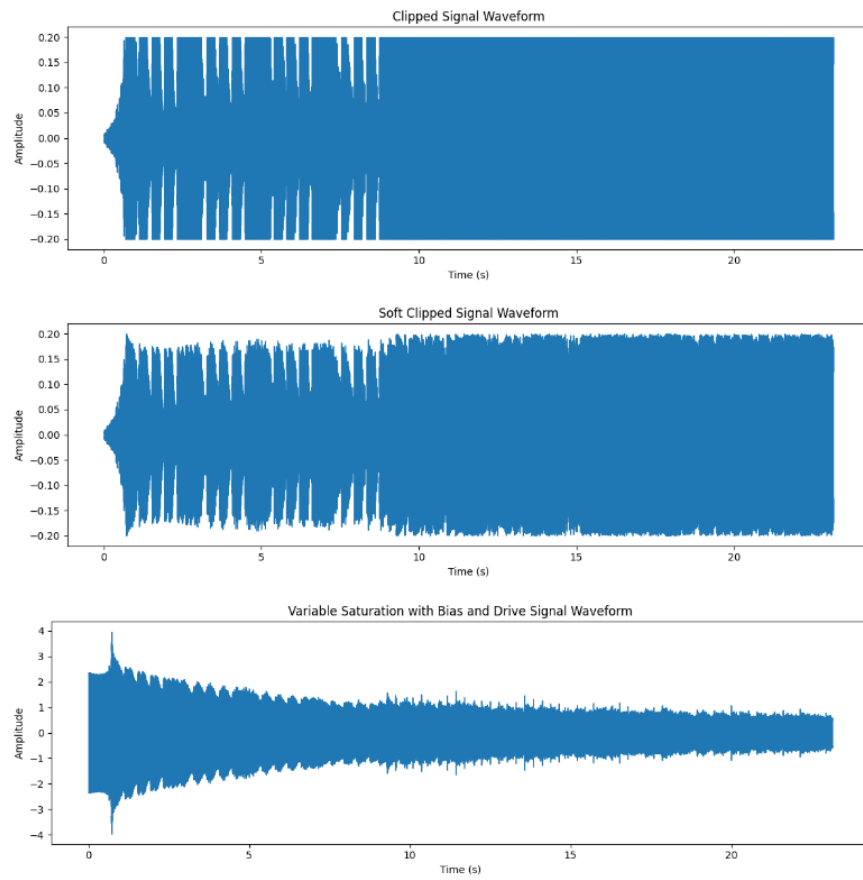 Clipped Signal Waveform
0.20
0.15
0.10
0.05
0.00
−0.05
−0.10
−0.15
−0.20
Amplitude
0 5 10 15 20
Time (s)
Soft Clipped Signal Waveform
0.20
0.15
0.10
0.05
0.00
−0.05
−0.10
−0.15
−0.20
Amplitude
0 5 10 15 20
Time (s)
Variable Saturation with Bias and Drive Signal Waveform
4
3
2
1
0
−1
−2
−3
−4
Amplitude
0 5 10 15 20
Time (s)